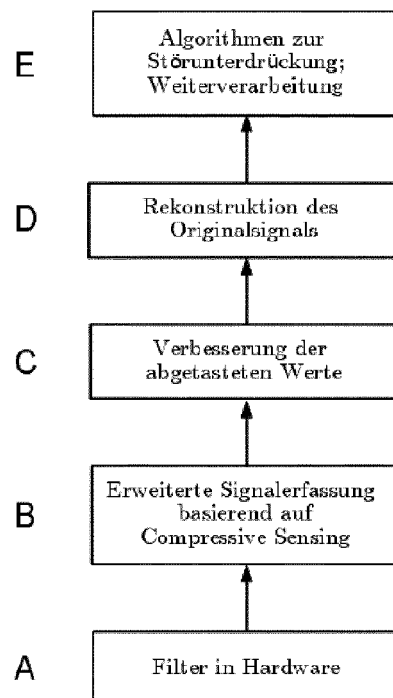 E
Algorithmen zur
Störunterdrückung;
Weiterverarbeitung
D
Rekonstruktion des
Originalsignals
C
Verbesserung der
abgetasteten Werte
B
Erweiterte Signalerfassung
basierend auf
Compressive Sensing
A
Filter in Hardware